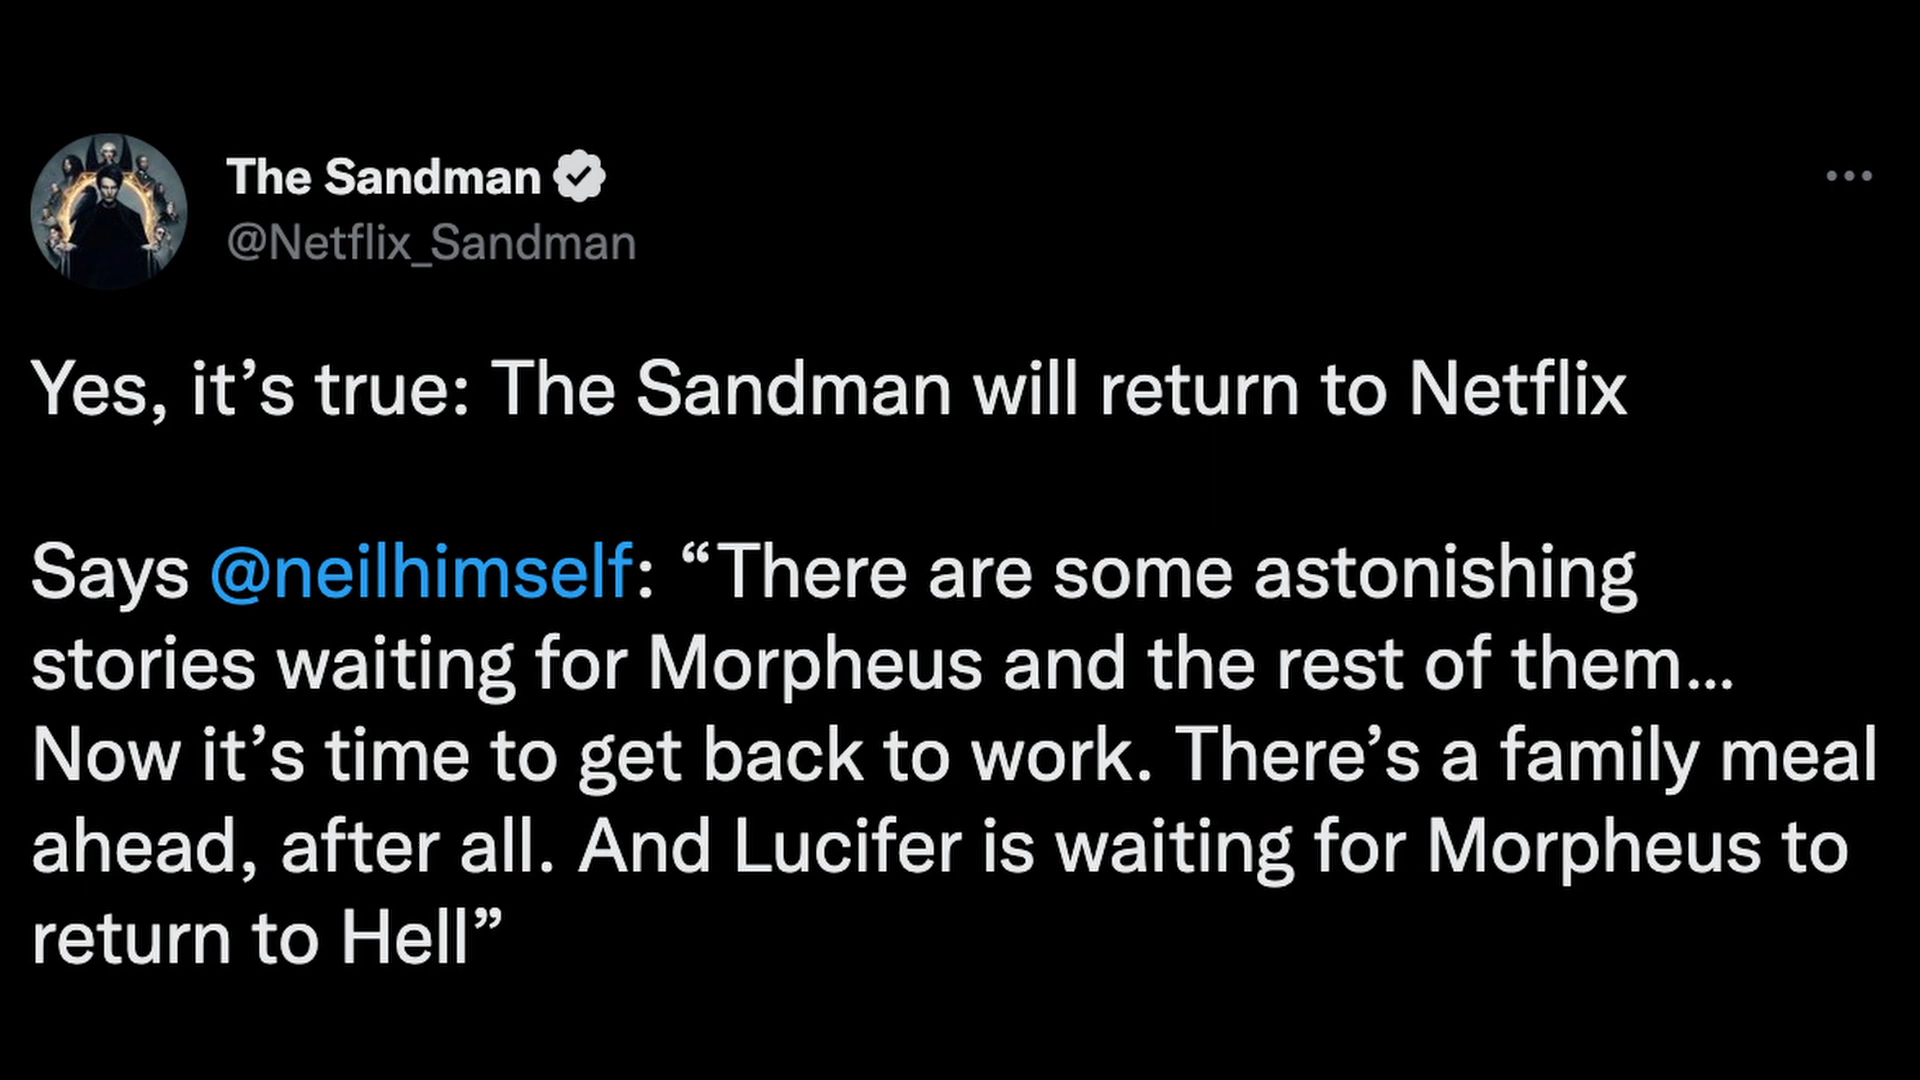 The Sandman
@Netflix_Sandman
Yes, it’s true: The Sandman will return to Netflix
Says @neilhimself: “There are some astonishing
stories waiting for Morpheus and the rest of them...
Now it’s time to get back to work. There’s a family meal
ahead, after all. And Lucifer is waiting for Morpheus to
return to Hell”